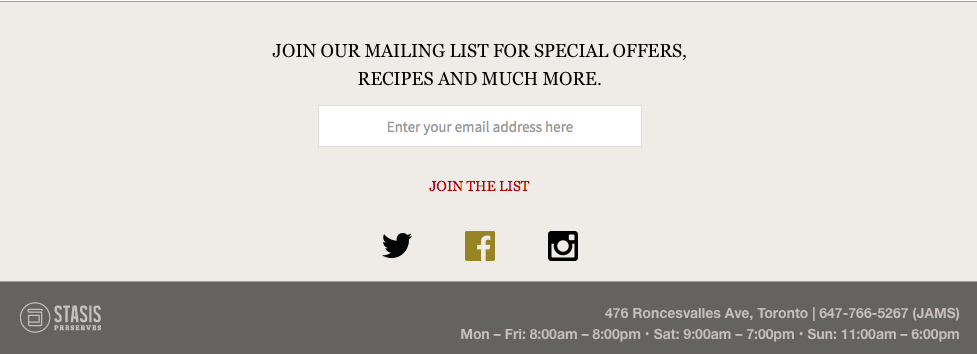 JOIN OUR MAILING LIST FOR SPECIAL OFFERS,
RECIPES AND MUCH MORE.
Enter your email address here
JOIN THE LIST
STASIS
PRESERVES
476 Roncesvalles Ave, Toronto | 647-766-5267 (JAMS)
Mon – Fri: 8:00am – 8:00pm · Sat: 9:00am – 7:00pm · Sun: 11:00am – 6:00pm